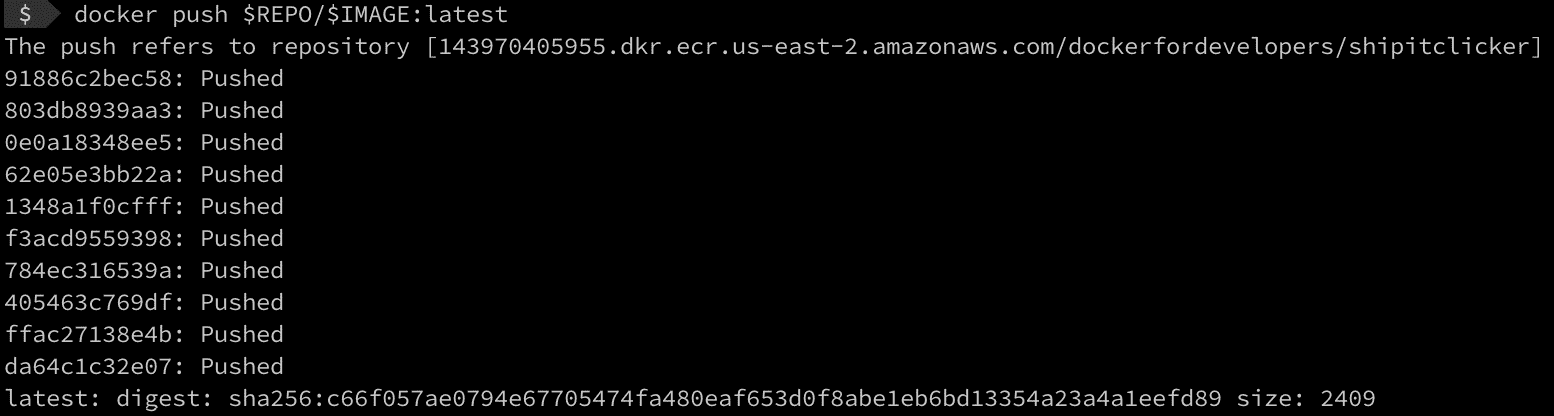 $ docker push $REPO/$IMAGE:latest
The push refers to repository [143970405955.dkr.ecr.us-east-2.amazonaws.com/dockerfordevelopers/shipitclicker]
91886c2bec58: Pushed
803db8939aa3: Pushed
0e0a18348ee5: Pushed
62e05e3bb22a: Pushed
1348a1f0cfff: Pushed
f3acd9559398: Pushed
784ec316539a: Pushed
405463c769df: Pushed
ffac27138e4b: Pushed
da64c1c32e07: Pushed
latest: digest: sha256:c66f057ae0794e67705474fa480eaf653d0f8abe1eb6bd13354a23a4a1eefd89 size: 2409